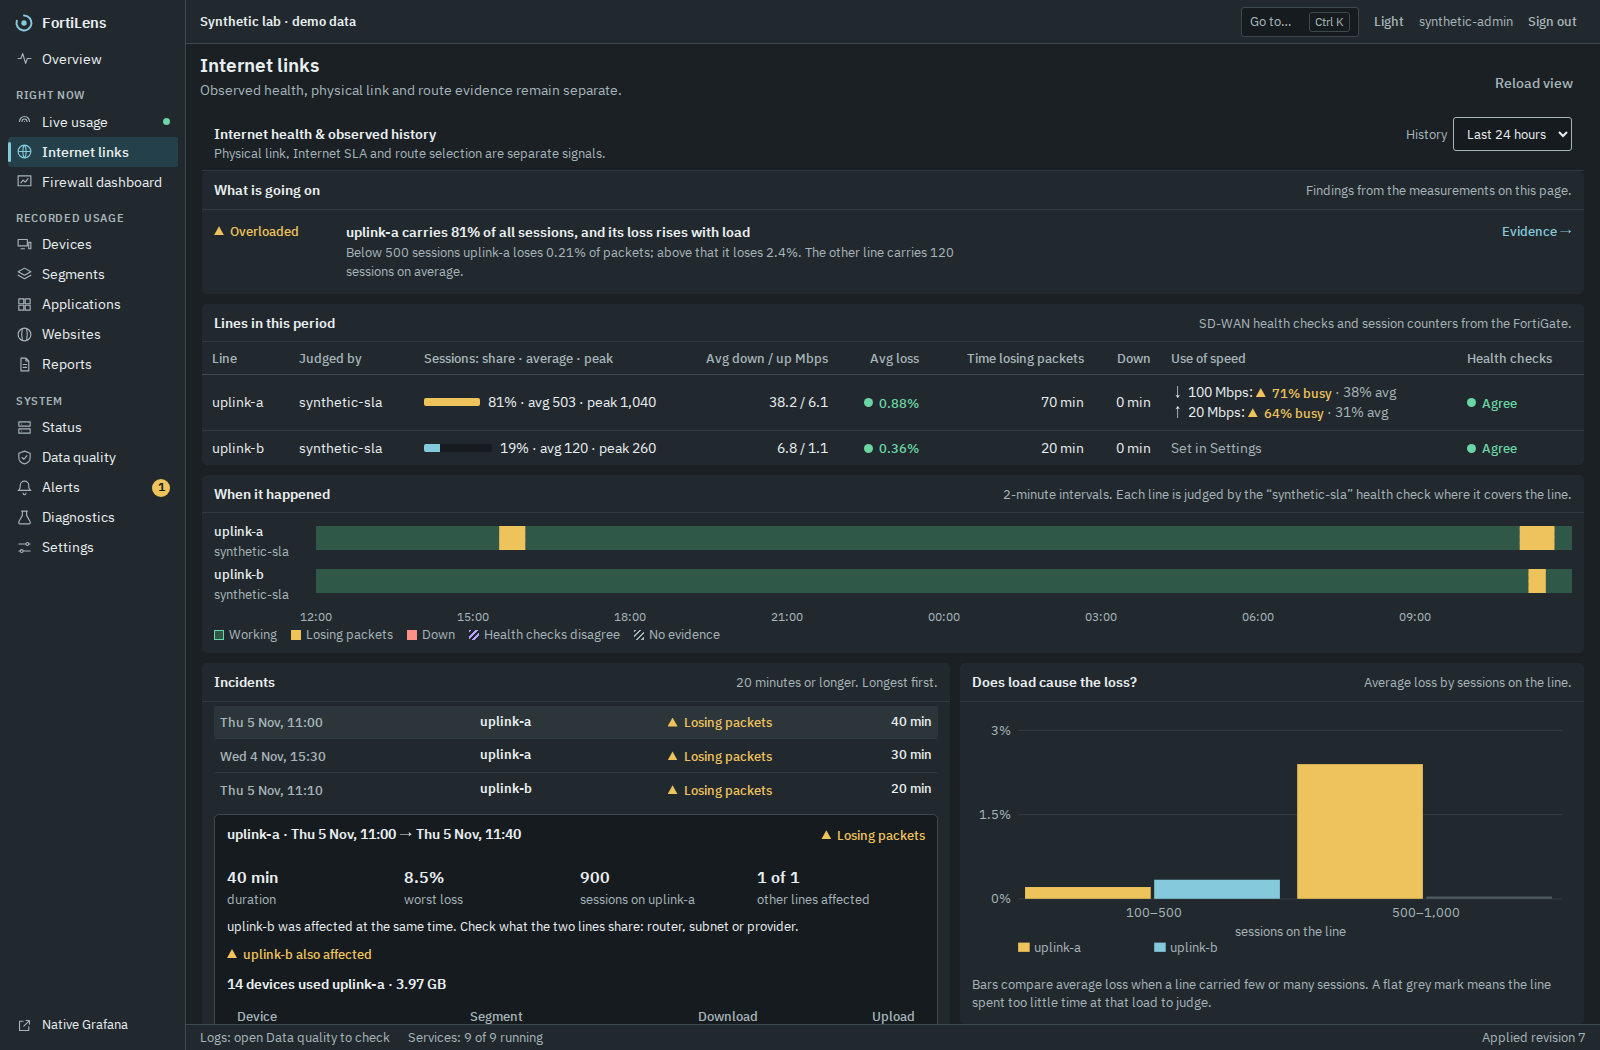 FortiLens
Overview
RIGHT NOW
Live usage
Internet links
Firewall dashboard
RECORDED USAGE
Devices
Segments
Applications
Websites
Reports
SYSTEM
Status
Data quality
Alerts 1
Diagnostics
Settings
Native Grafana
Synthetic lab · demo data
Go to... Ctrl K Light synthetic-admin Sign out
Internet links
Observed health, physical link and route evidence remain separate.
Reload view
Internet health & observed history
Physical link, Internet SLA and route selection are separate signals.
History Last 24 hours
What is going on
Findings from the measurements on this page.
Overloaded
uplink-a carries 81% of all sessions, and its loss rises with load
Below 500 sessions uplink-a loses 0.21% of packets; above that it loses 2.4%. The other line carries 120
sessions on average.
Evidence →
Lines in this period
SD-WAN health checks and session counters from the FortiGate.
Line Judged by Sessions: share · average · peak Avg down / up Mbps Avg loss Time losing packets Down Use of speed Health checks
uplink-a synthetic-sla 81% · avg 503 · peak 1,040 38.2 / 6.1 0.88% 70 min 0 min ↓ 100 Mbps: 71% busy · 38% avg Agree
↑ 20 Mbps: 64% busy · 31% avg
uplink-b synthetic-sla 19% · avg 120 · peak 260 6.8 / 1.1 0.36% 20 min 0 min Set in Settings Agree
When it happened
2-minute intervals. Each line is judged by the “synthetic-sla” health check where it covers the line.
uplink-a
synthetic-sla
uplink-b
synthetic-sla
12:00 15:00 18:00 21:00 00:00 03:00 06:00 09:00
Working Losing packets Down Health checks disagree No evidence
Incidents
20 minutes or longer. Longest first.
Thu 5 Nov, 11:00 uplink-a Losing packets 40 min
Wed 4 Nov, 15:30 uplink-a Losing packets 30 min
Thu 5 Nov, 11:10 uplink-b Losing packets 20 min
uplink-a · Thu 5 Nov, 11:00 → Thu 5 Nov, 11:40 Losing packets
40 min 8.5% 900 1 of 1
duration worst loss sessions on uplink-a other lines affected
uplink-b was affected at the same time. Check what the two lines share: router, subnet or provider.
uplink-b also affected
14 devices used uplink-a · 3.97 GB
Device Segment Download Upload
Does load cause the loss?
Average loss by sessions on the line.
3%
1.5%
0%
100–500 500–1,000
sessions on the line
uplink-a uplink-b
Bars compare average loss when a line carried few or many sessions. A flat grey mark means the line
spent too little time at that load to judge.
Logs: open Data quality to check Services: 9 of 9 running
Applied revision 7